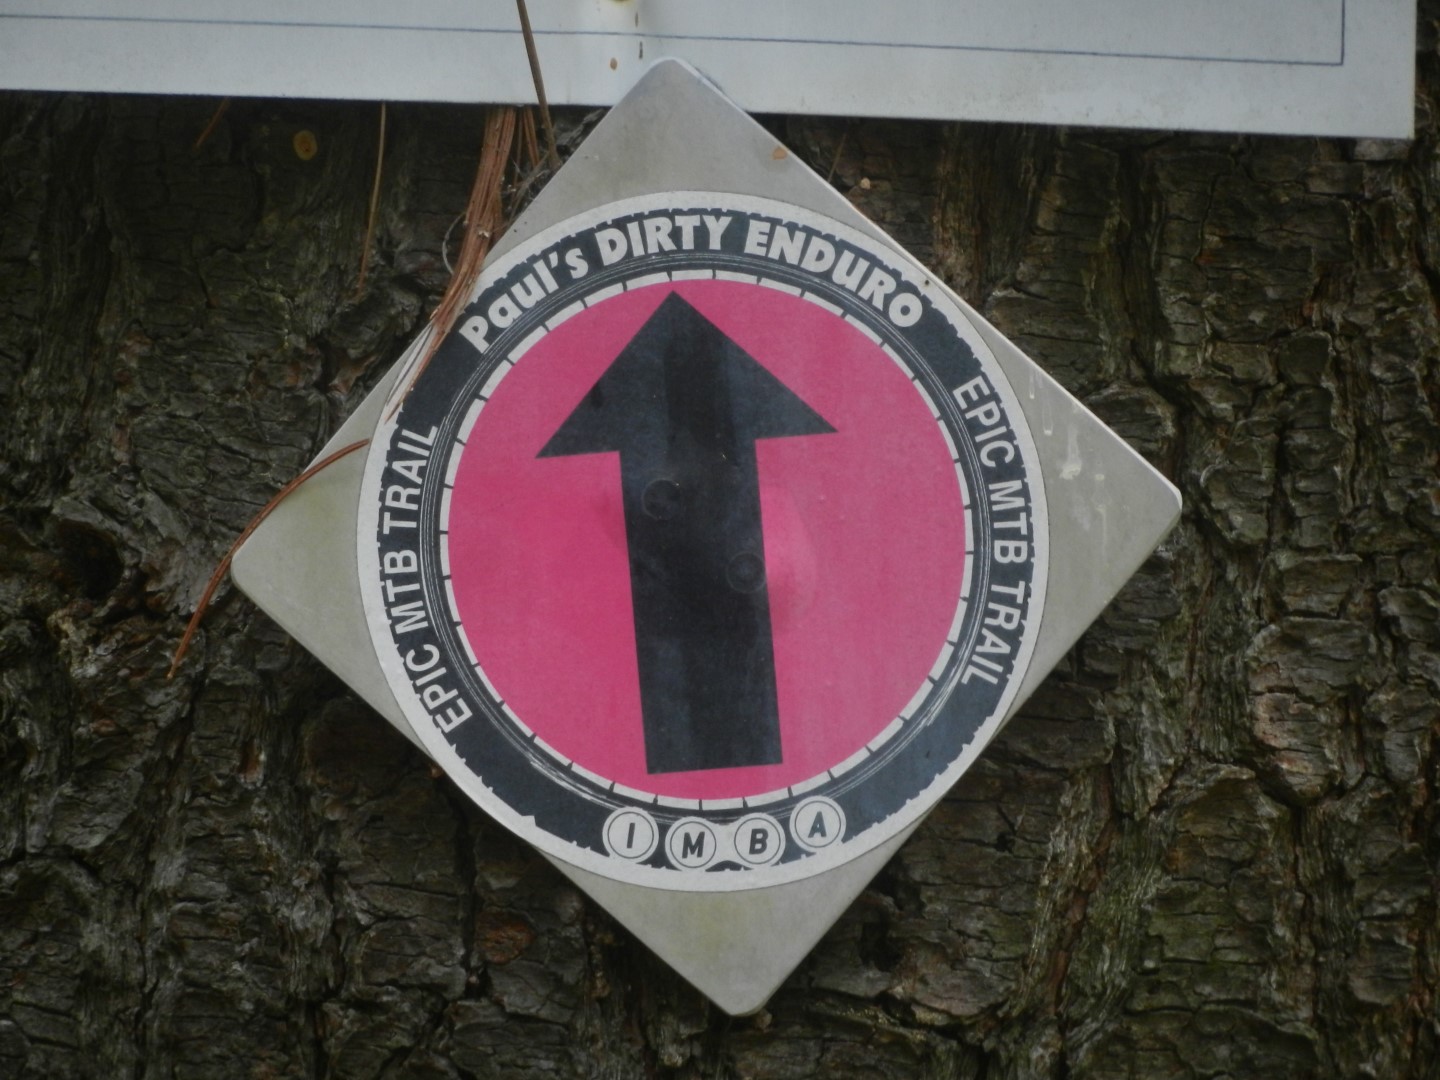 Paul's DIRTY ENDURO
EPIC MTB TRAIL
EPIC MTB TRAIL
IMBA